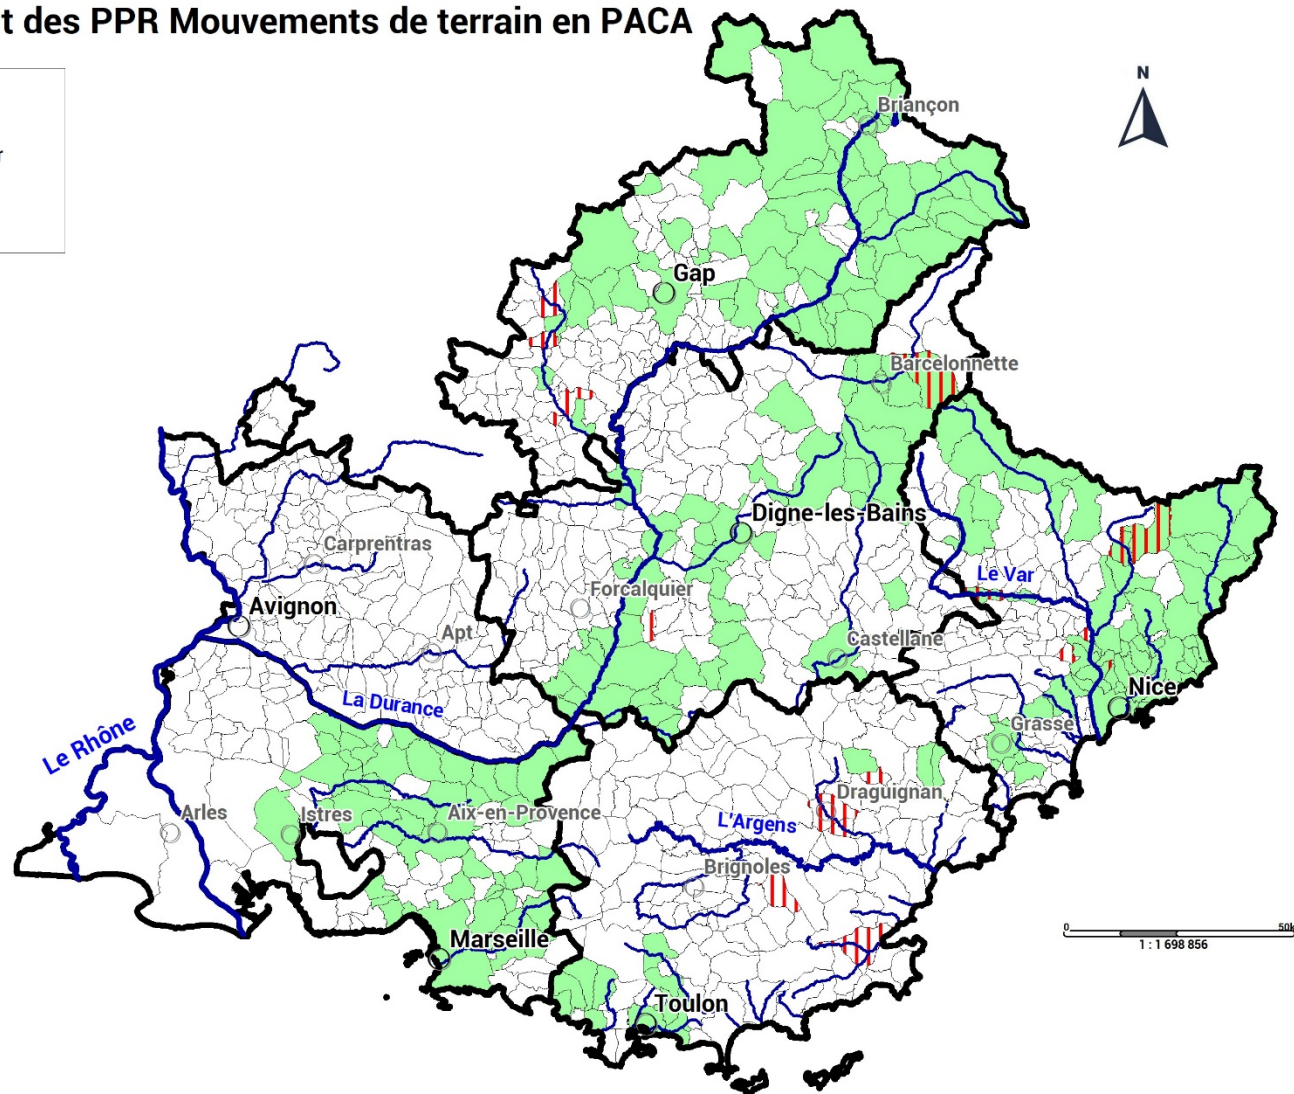 t des PPR Mouvements de terrain en PACA
r
N
Briançon
Gap
Barcelonnette
Digne-les-Bains
Carprentras
Le Var
Forcalquier
Avignon
Apt
Castellane
La Durance
Nice
Le Rhône
Grasse
Draguignan
Arles
Istres
Aix-en-Provence
L'Argens
Brignoles
Marseille
0
50k
1 : 1 698 856
Toulon